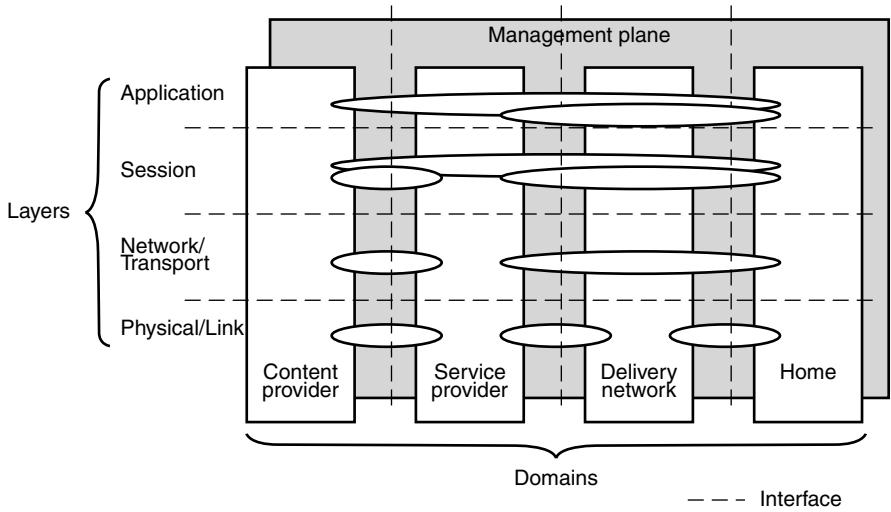 Management plane
Application
Session
Layers
Network/
Transport
Physical/Link
Content
provider
Service
provider
Delivery
network
Home
Domains
Interface